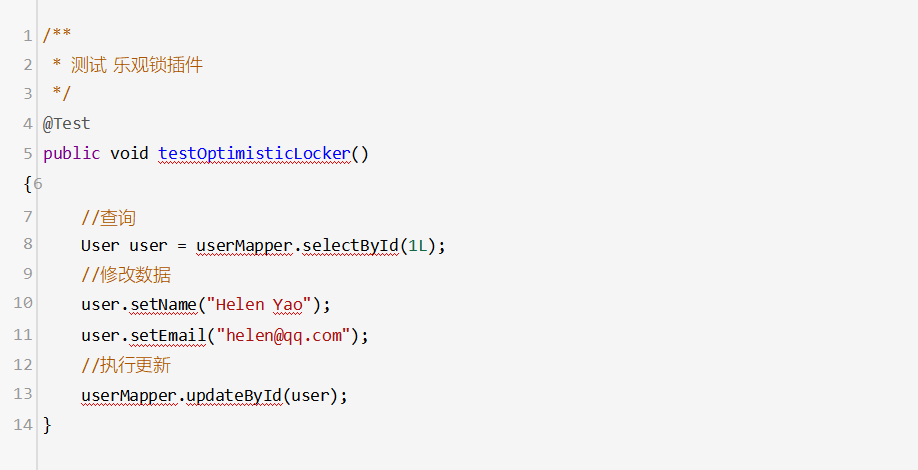 1 /**
2  * 测试 乐观锁插件
3  */
4 @Test
5 public void testOptimisticLocker()
{6
7     //查询
8     User user = userMapper.selectById(1L);
9     //修改数据
10     user.setName("Helen Yao");
11     user.setEmail("helen@qq.com");
12     //执行更新
13     userMapper.updateById(user);
14 }